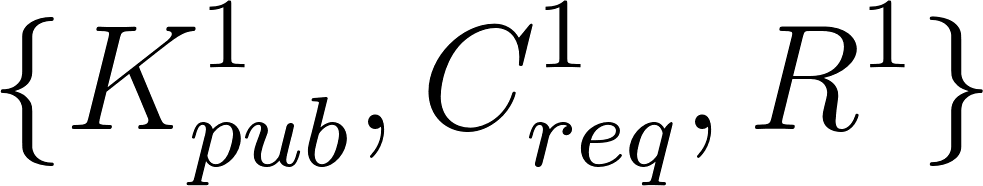 {K^1_{pub}, C^1_{req}, R^1}